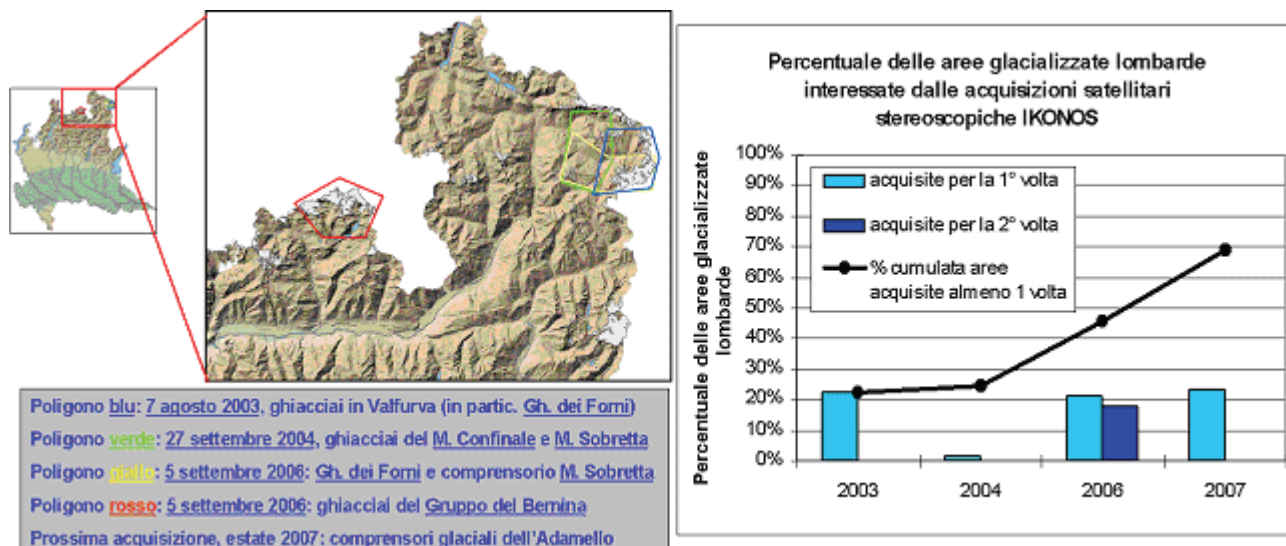 Poligono blu: 7 agosto 2003, ghiacciai in Valfurva (in partic. Gh. dei Forni)
Poligono verde: 27 settembre 2004, ghiacciai del M. Confinale e M. Sobretta
Poligono giallo: 5 settembre 2006: Gh. dei Forni e comprensorio M. Sobretta
Poligono rosso: 5 settembre 2006: ghiacciai del Gruppo del Bernina
Prossima acquisizione, estate 2007: comprensori glaciali dell'Adamello
Percentuale delle aree glacializzate lombarde
interessate dalle acquisizioni satellitari
stereoscopiche IKONOS
Percentuale delle aree glacializzate
lombarde
100%
90%
80%
70%
60%
50%
40%
30%
20%
10%
0%
acquisite per la 1° volta
acquisite per la 2° volta
% cumulata aree
acquisite almeno 1 volta
2003
2004
2006
2007